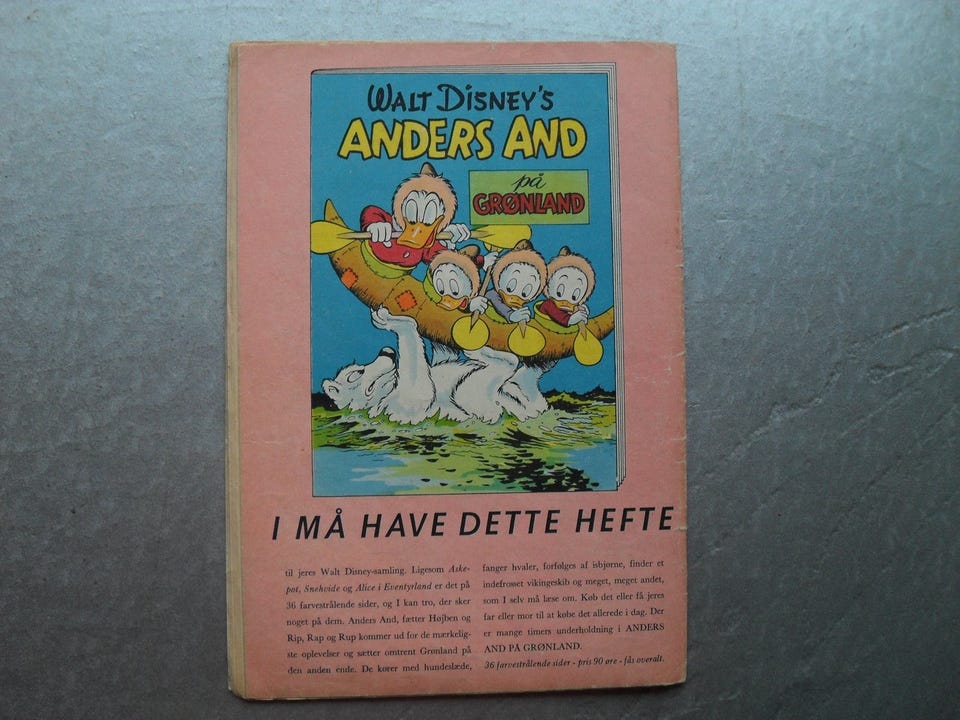 WALT DISNEY'S
ANDERS AND
på
GRØNLAND
I MÅ HAVE DETTE HEFTE
til jeres Walt Disney-samling. Ligesom Aske-
pot, Snehvide og Alice i Eventyrland er det på
36 farvestrålende sider, og I kan tro, der sker
noget på dem. Anders And, fætter Højben og
Rip, Rap og Rup kommer ud for de mærkelig-
ste oplevelser og sætter omtrent Grønland på
den anden ende. De kører med hundeslæde,
fanger hvaler, forfølges af isbjørne, finder et
indefrosset vikingeskib og meget, meget andet,
som I selv må læse om. Køb det eller få jeres
far eller mor til at købe det allerede i dag. Der
er mange timers underholdning i ANDERS
AND PÅ GRØNLAND.
36 farvestrålende sider - pris 90 øre - fås overalt.